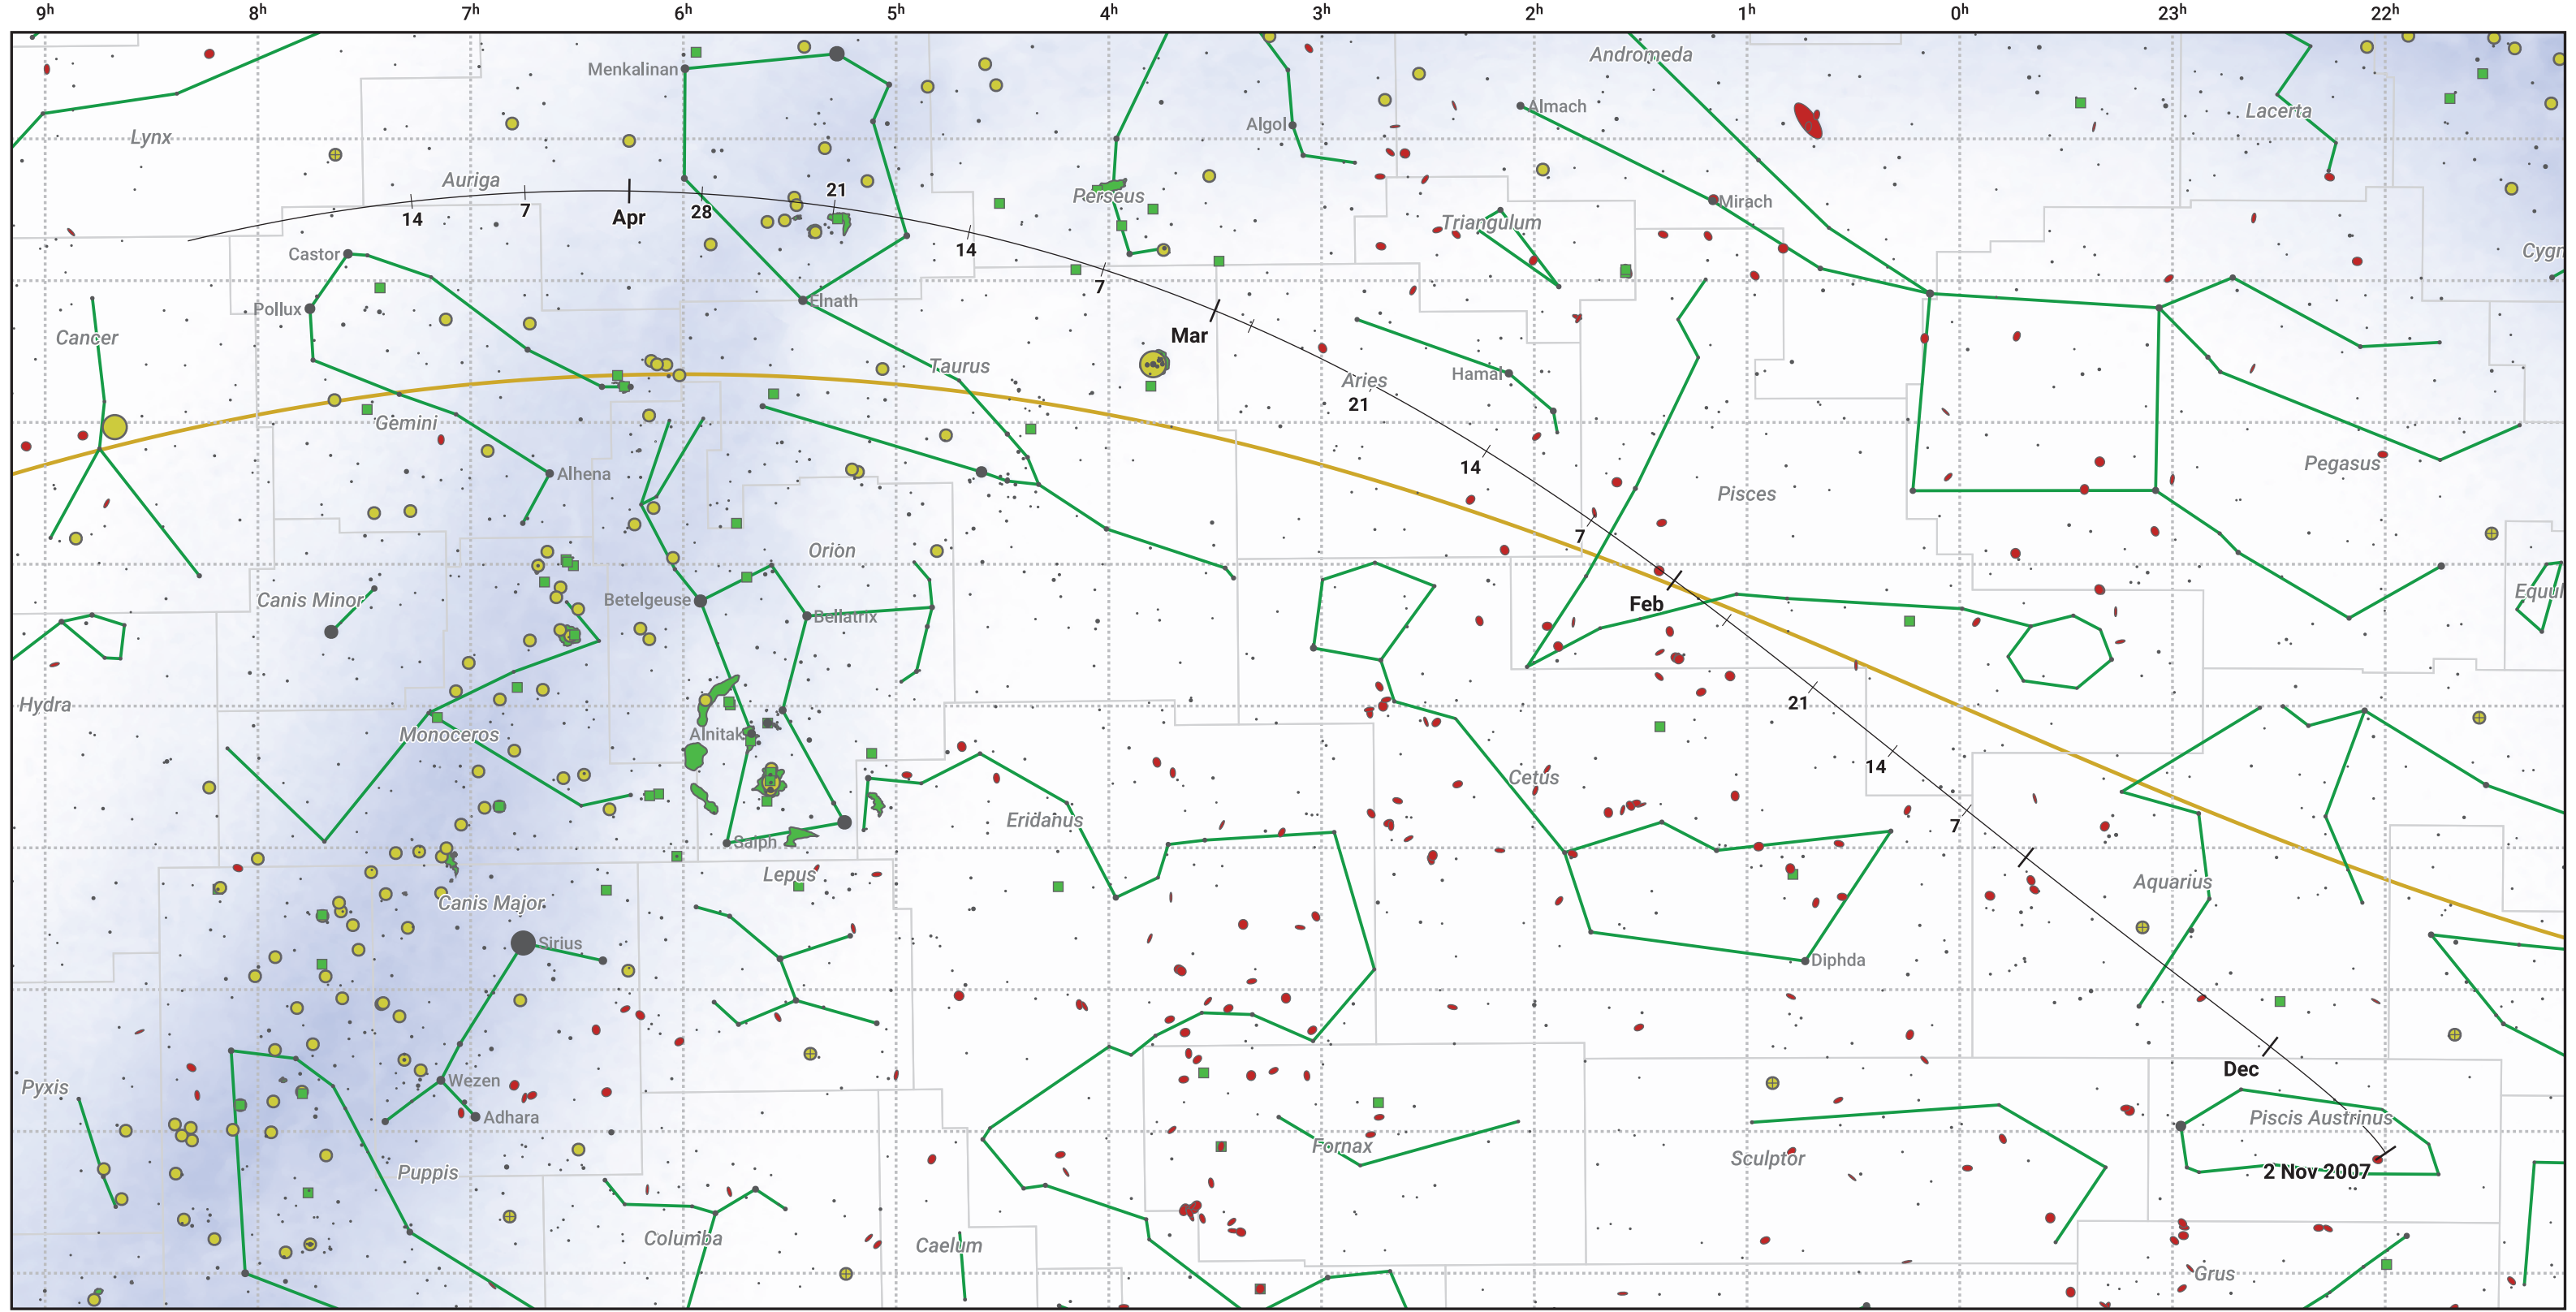 9h 8h 7h 6h 5h 4h 3h 2h 1h 0h 23h 22h
Andromeda
Menkalinan
Almach
Lacerta
Algol
Lynx
Auriga
21
Perseus
Mirach
14 7 Apr 28
Triangulum
14
Castor
Cygn
7
Pollux
Elnath
Cancer
Mar
Taurus
Hamal
Aries
21
Gemini
Pegasus
14
Alhena
Pisces
7
Orion
Equul
Canis Minor
Betelgeuse
Feb
Bellatrix
Hydra
21
Monoceros
Alnitak
14
Cetus
Eridanus
7
Saiph
Lepus
Aquarius
Canis Major
Sirius
Diphda
Dec
Wezen
Pyxis
Adhara
Piscis Austrinus
Fornax
Sculptor
Puppis
2 Nov 2007
Columba
Caelum
Grus